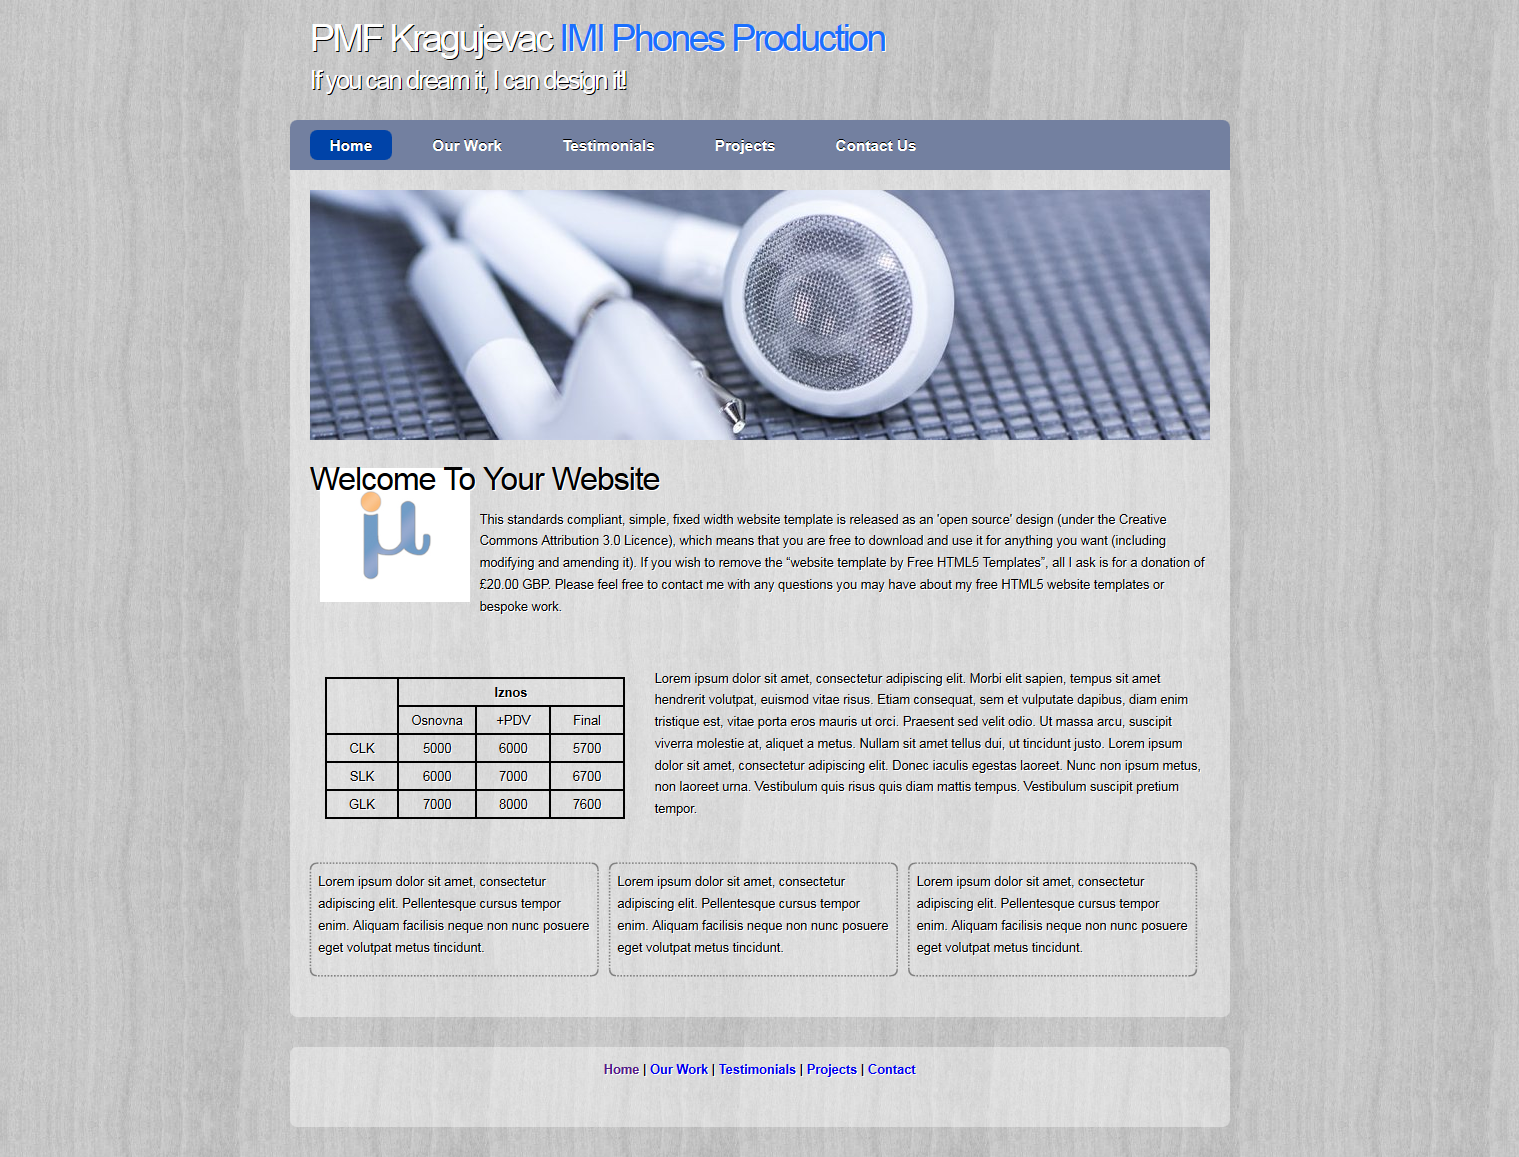 PMF Kragujevac IMI Phones Production
If you can dream it, I can design it!
Home Our Work Testimonials Projects Contact Us
Welcome To Your Website
This standards compliant, simple, fixed width website template is released as an 'open source' design (under the Creative
Commons Attribution 3.0 Licence), which means that you are free to download and use it for anything you want (including
modifying and amending it). If you wish to remove the “website template by Free HTML5 Templates”, all I ask is for a donation of
£20.00 GBP. Please feel free to contact me with any questions you may have about my free HTML5 website templates or
bespoke work.
Iznos
Osnovna +PDV Final
CLK 5000 6000 5700
SLK 6000 7000 6700
GLK 7000 8000 7600
Lorem ipsum dolor sit amet, consectetur adipiscing elit. Morbi elit sapien, tempus sit amet
hendrerit volutpat, euismod vitae risus. Etiam consequat, sem et vulputate dapibus, diam enim
tristique est, vitae porta eros mauris ut orci. Praesent sed velit odio. Ut massa arcu, suscipit
viverra molestie at, aliquet a metus. Nullam sit amet tellus dui, ut tincidunt justo. Lorem ipsum
dolor sit amet, consectetur adipiscing elit. Donec iaculis egestas laoreet. Nunc non ipsum metus,
non laoreet urna. Vestibulum quis risus quis diam mattis tempus. Vestibulum suscipit pretium
tempor.
Lorem ipsum dolor sit amet, consectetur
adipiscing elit. Pellentesque cursus tempor
enim. Aliquam facilisis neque non nunc posuere
eget volutpat metus tincidunt.
Lorem ipsum dolor sit amet, consectetur
adipiscing elit. Pellentesque cursus tempor
enim. Aliquam facilisis neque non nunc posuere
eget volutpat metus tincidunt.
Lorem ipsum dolor sit amet, consectetur
adipiscing elit. Pellentesque cursus tempor
enim. Aliquam facilisis neque non nunc posuere
eget volutpat metus tincidunt.
Home | Our Work | Testimonials | Projects | Contact